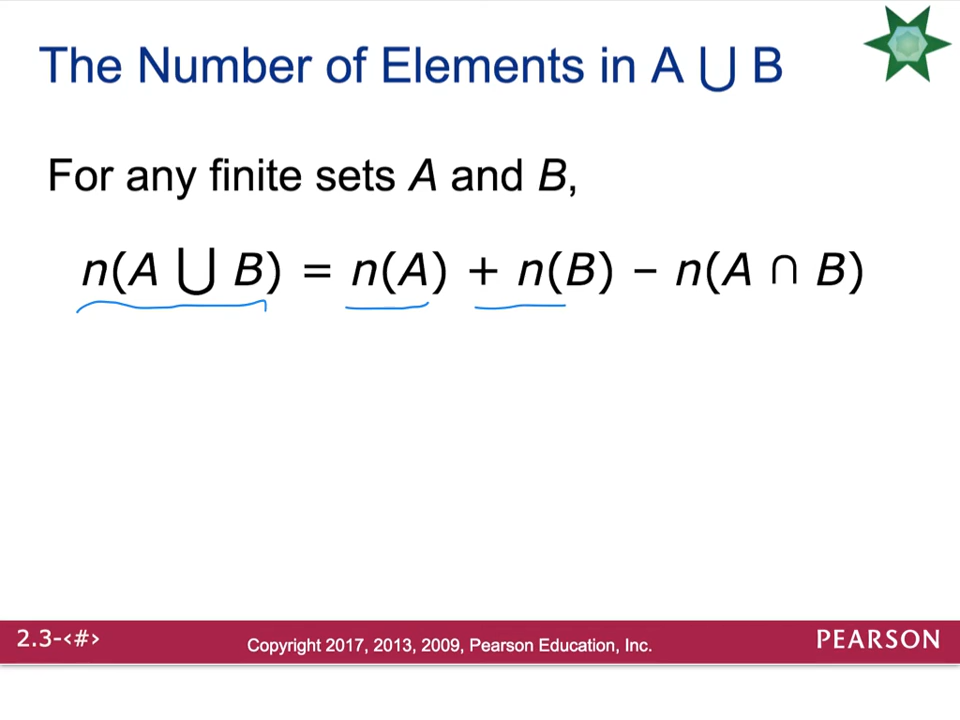 The Number of Elements in A ⋃ B
For any finite sets A and B,
n(A ⋃ B) = n(A) + n(B) – n(A ∩ B)
2.3-<#>
Copyright 2017, 2013, 2009, Pearson Education, Inc.
PEARSON